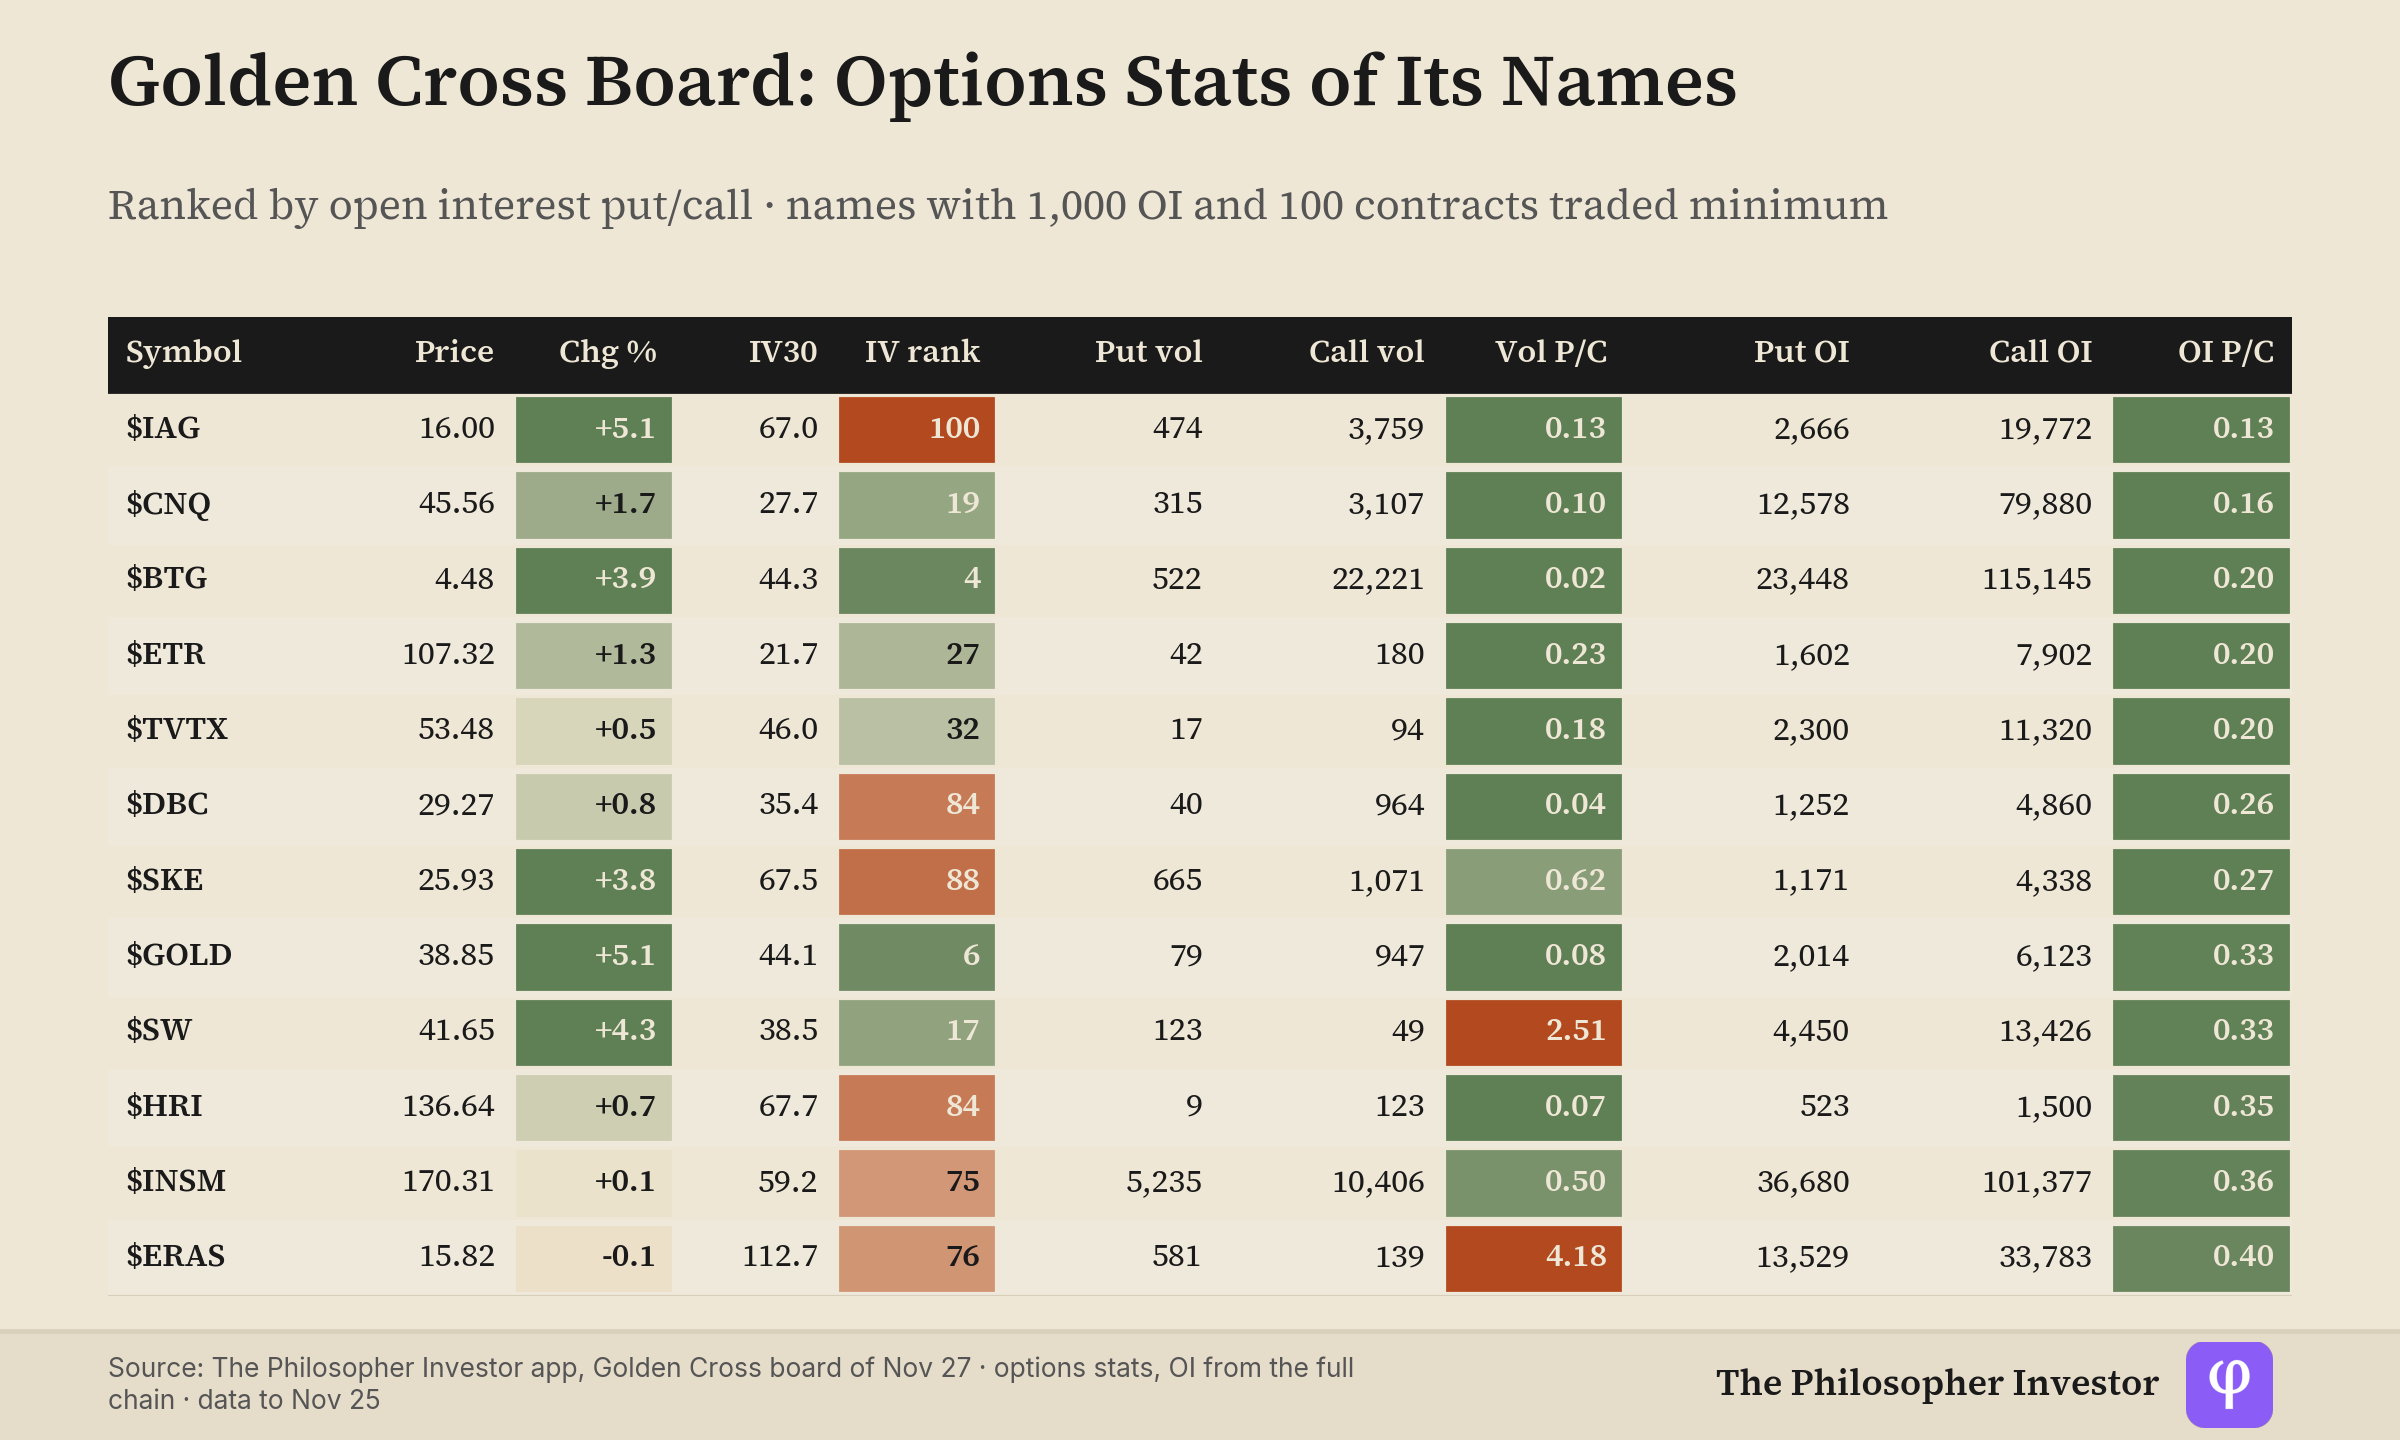 Golden Cross Board: Options Stats of Its Names
Ranked by open interest put/call · names with 1,000 OI and 100 contracts traded minimum
Symbol Price Chg % IV30 IV rank Put vol Call vol Vol P/C Put OI Call OI OI P/C
$IAG 16.00 +5.1 67.0 100 474 3,759 0.13 2,666 19,772 0.13
$CNQ 45.56 +1.7 27.7 19 315 3,107 0.10 12,578 79,880 0.16
$BTG 4.48 +3.9 44.3 4 522 22,221 0.02 23,448 115,145 0.20
$ETR 107.32 +1.3 21.7 27 42 180 0.23 1,602 7,902 0.20
$TVTX 53.48 +0.5 46.0 32 17 94 0.18 2,300 11,320 0.20
$DBC 29.27 +0.8 35.4 84 40 964 0.04 1,252 4,860 0.26
$SKE 25.93 +3.8 67.5 88 665 1,071 0.62 1,171 4,338 0.27
$GOLD 38.85 +5.1 44.1 6 79 947 0.08 2,014 6,123 0.33
$SW 41.65 +4.3 38.5 17 123 49 2.51 4,450 13,426 0.33
$HRI 136.64 +0.7 67.7 84 9 123 0.07 523 1,500 0.35
$INSM 170.31 +0.1 59.2 75 5,235 10,406 0.50 36,680 101,377 0.36
$ERAS 15.82 -0.1 112.7 76 581 139 4.18 13,529 33,783 0.40
Source: The Philosopher Investor app, Golden Cross board of Nov 27 · options stats, OI from the full
chain · data to Nov 25
The Philosopher Investor φ